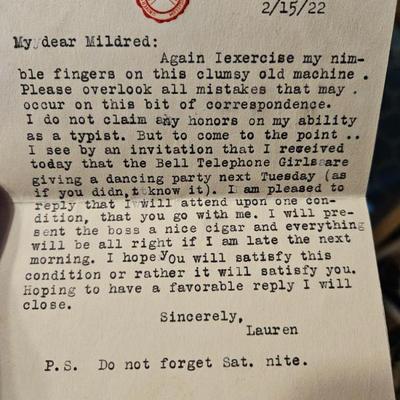 2/15/22
My dear Mildred:
Again Iexercise my nim-
ble fingers on this clumsy old machine .
Please overlook all mistakes that may .
occur on this bit of correspondence.
I do not claim any honors on my ability
as a typist. But to come to the point ..
I see by an invitation that I received
today that the Bell Telephone Girls are
giving a dancing party next Tuesday (as
if you didn,t know it). I am pleased to
reply that I will attend upon one con-
dition, that you go with me. I will pre-
sent the boss a nice cigar and everything
will be all right if I am late the next
morning. I hope you will satisfy this
condition or rather it will satisfy you.
Hoping to have a favorable reply I will
close.
Sincerely,
Lauren
P.S. Do not forget Sat. nite.